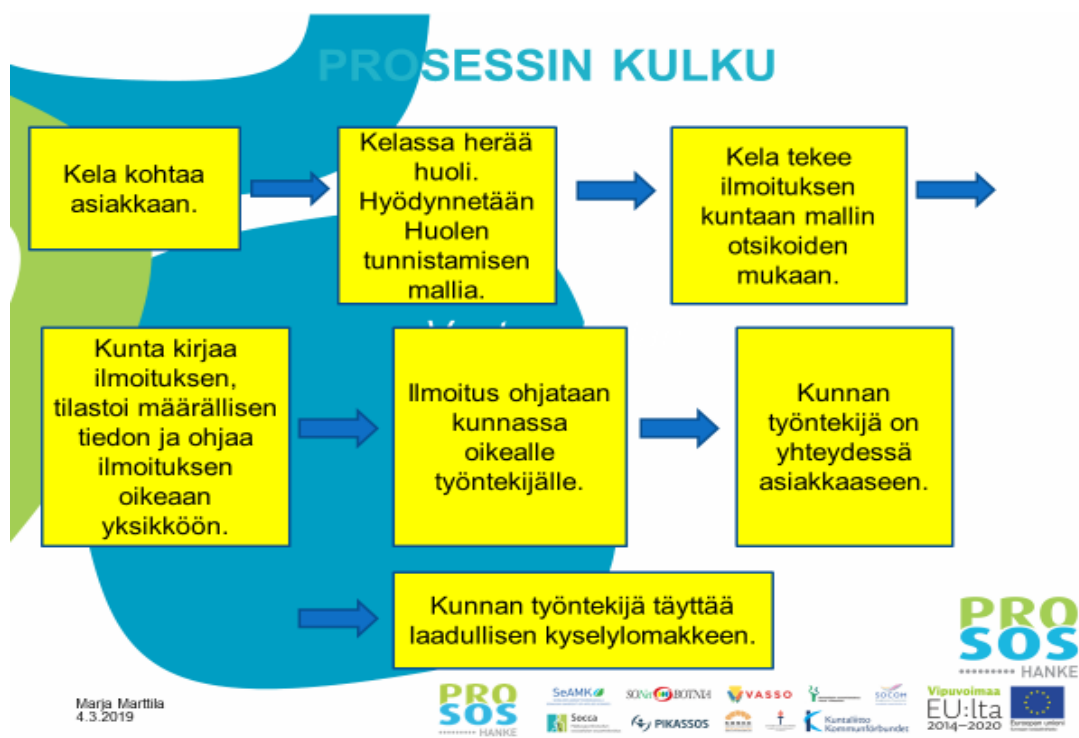 PROSESSIN KULKU
Kela kohtaa
asiakkaan.
Kelassa herää
huoli.
Hyödynnetään
Huolen
tunnistamisen
mallia.
Kela tekee
ilmoituksen
kuntaan mallin
otsikoiden
mukaan.
Kunta kirjaa
ilmoituksen,
tilastoi määrällisen
tiedon ja ohjaa
ilmoituksen
oikeaan
yksikköön.
Ilmoitus ohjataan
kunnassa
oikealle
työntekijälle.
Kunnan
työntekijä on
yhteydessä
asiakkaaseen.
Kunnan työntekijä täyttää
laadullisen kyselylomakkeen.
PRO
SOS
HANKE
Marja Marttila
4.3.2019
PRO
SOS
HANKE
SeAMK
SONet BOTNIA
VASSO
SOCOM
Socca
PIKASSOS
Kuntaliitto
Kommunförbundet
Vipuvoimaa
EU:lta
2014–2020